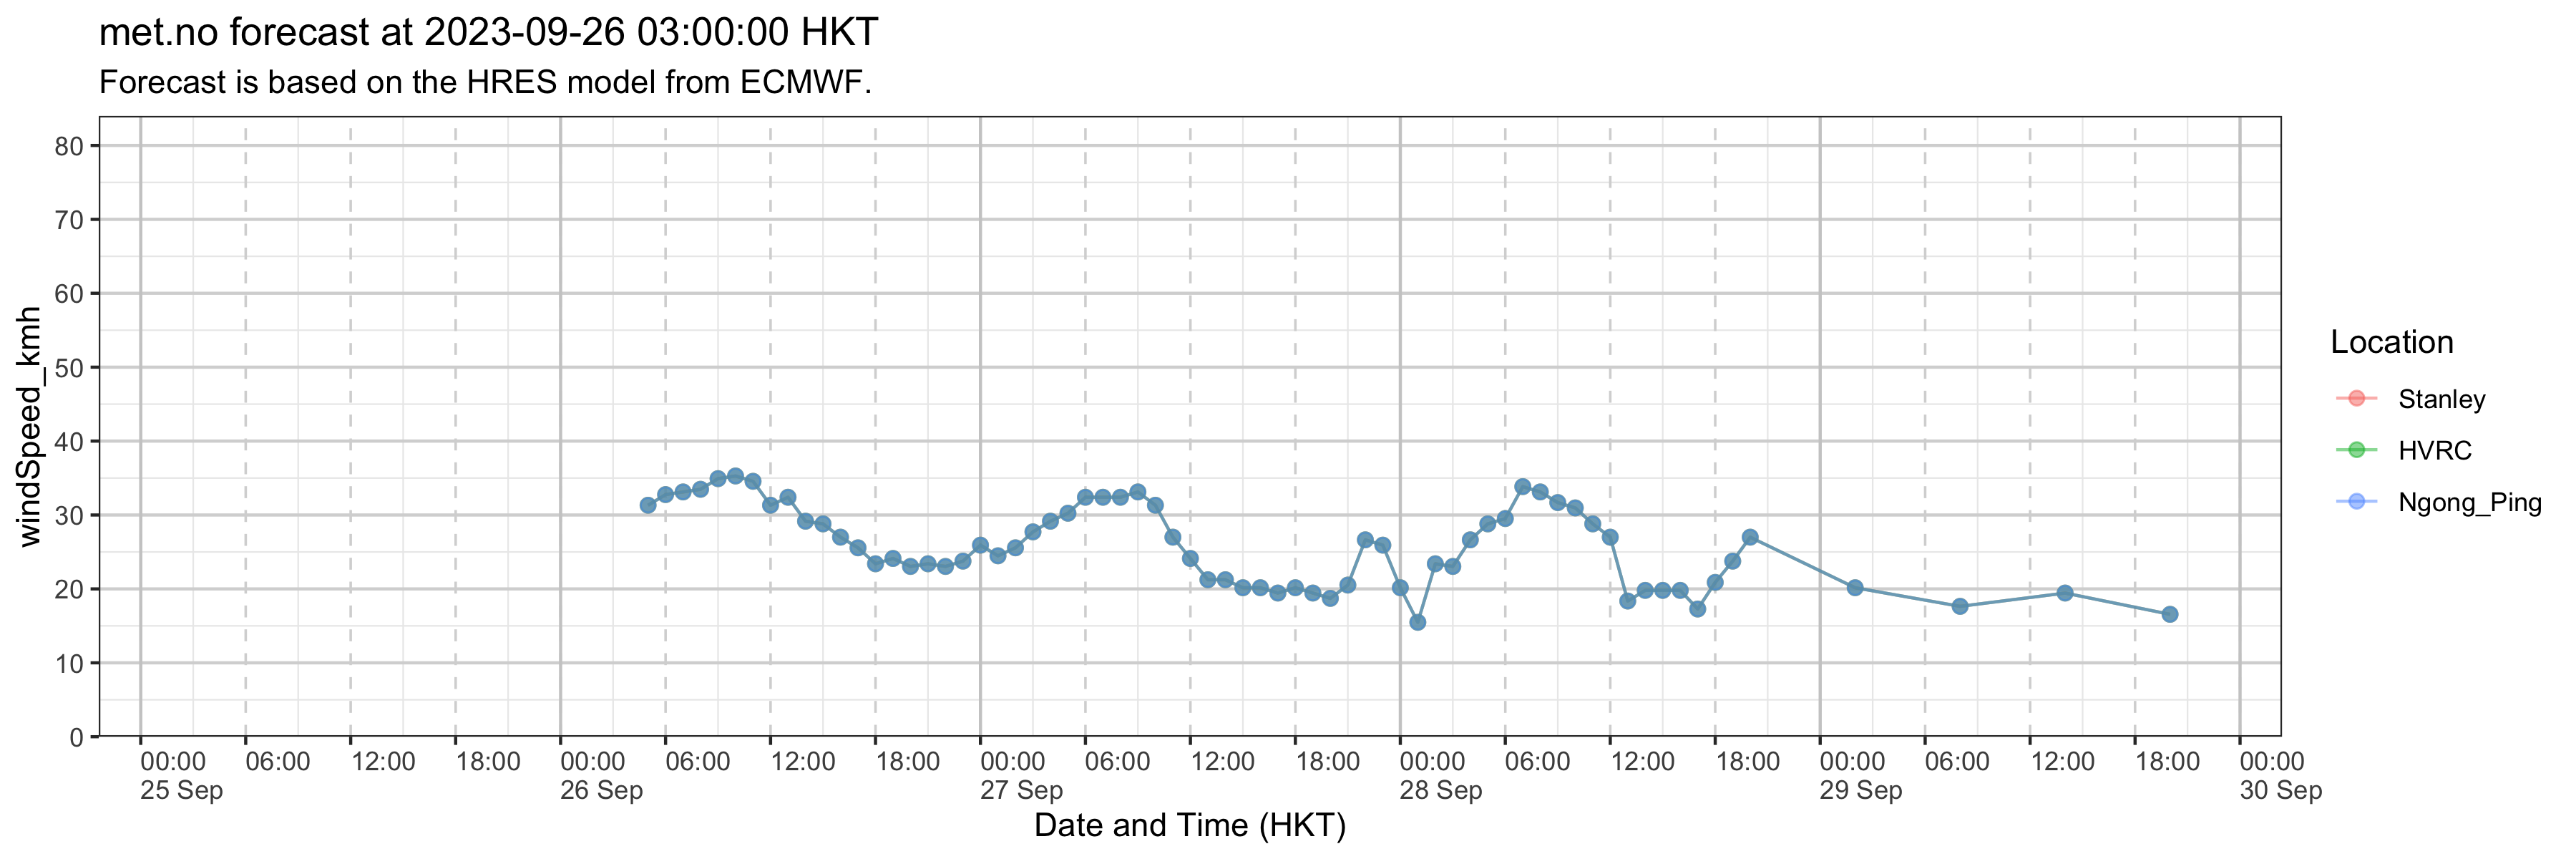 met.no forecast at 2023-09-26 03:00:00 HKT
Forecast is based on the HRES model from ECMWF.
windSpeed_kmh
80
70
60
50
40
30
20
10
0
00:00 06:00 12:00 18:00 00:00 06:00 12:00 18:00 00:00 06:00 12:00 18:00 00:00 06:00 12:00 18:00 00:00 06:00 12:00 18:00 00:00
25 Sep 26 Sep 27 Sep 28 Sep 29 Sep 30 Sep
Date and Time (HKT)
Location
Stanley
HVRC
Ngong_Ping